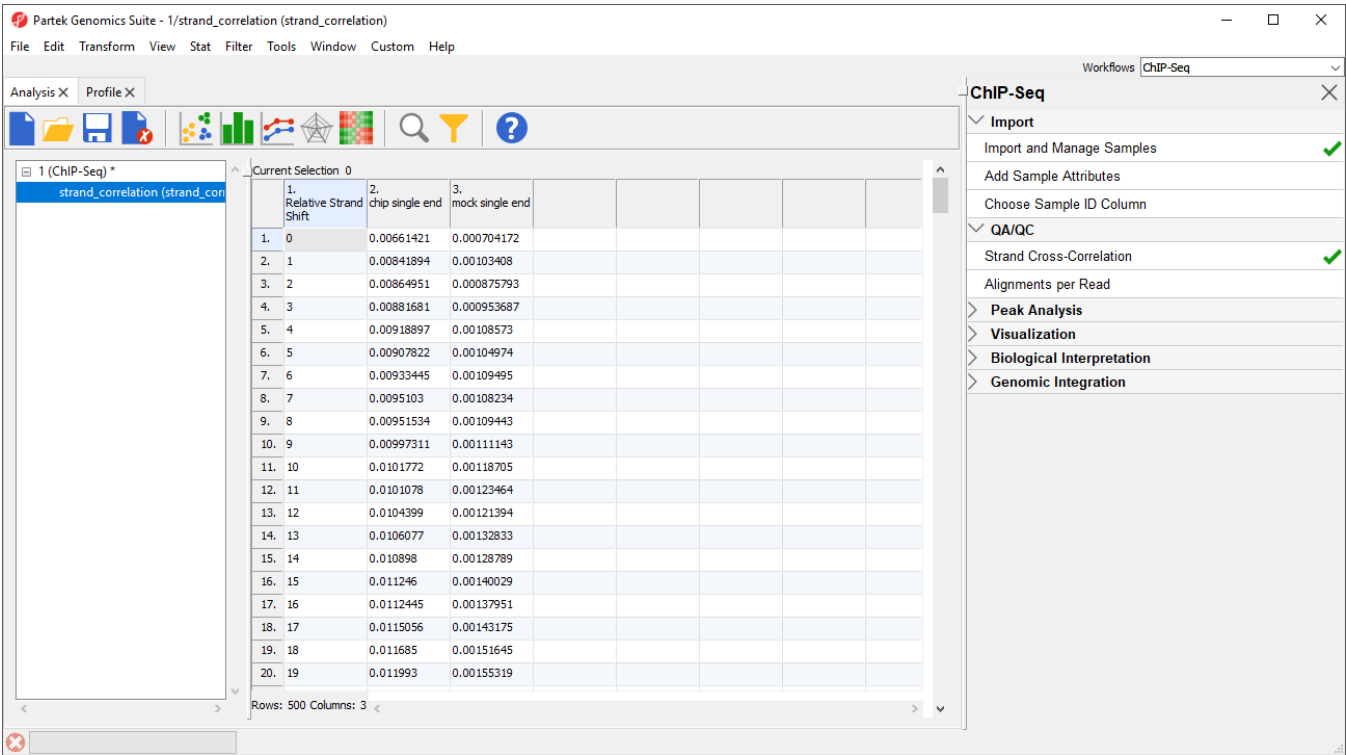 Partek Genomics Suite - 1/strand_correlation (strand_correlation)
File Edit Transform View Stat Filter Tools Window Custom Help
Workflows ChIP-Seq
Analysis Profile
1 (ChIP-Seq) *
strand_correlation (strand_corr
Current Selection 0
1. Relative Strand Shift 2. chip single end 3. mock single end
1. 0 0.00661421 0.000704172
2. 1 0.00841894 0.00103408
3. 2 0.00864951 0.000875793
4. 3 0.00881681 0.000953687
5. 4 0.00918897 0.00108573
6. 5 0.00907822 0.00104974
7. 6 0.00933445 0.00109495
8. 7 0.0095103 0.00108234
9. 8 0.00951534 0.00109443
10. 9 0.00997311 0.00111143
11. 10 0.0101772 0.00118705
12. 11 0.0101078 0.00123464
13. 12 0.0104399 0.00121394
14. 13 0.0106077 0.00132833
15. 14 0.010898 0.00128789
16. 15 0.011246 0.00140029
17. 16 0.0112445 0.00137951
18. 17 0.0115056 0.00143175
19. 18 0.011685 0.00151645
20. 19 0.011993 0.00155319
Rows: 500 Columns: 3
ChIP-Seq
Import
Import and Manage Samples
Add Sample Attributes
Choose Sample ID Column
QA/QC
Strand Cross-Correlation
Alignments per Read
Peak Analysis
Visualization
Biological Interpretation
Genomic Integration